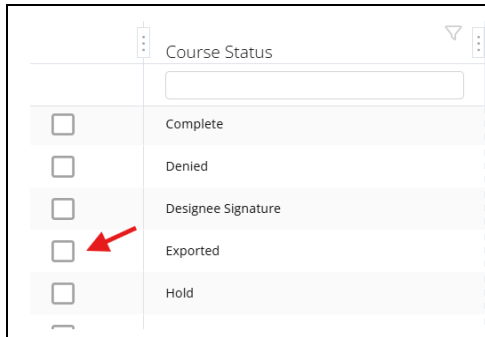 Course Status
Complete
Denied
Designee Signature
Exported
Hold